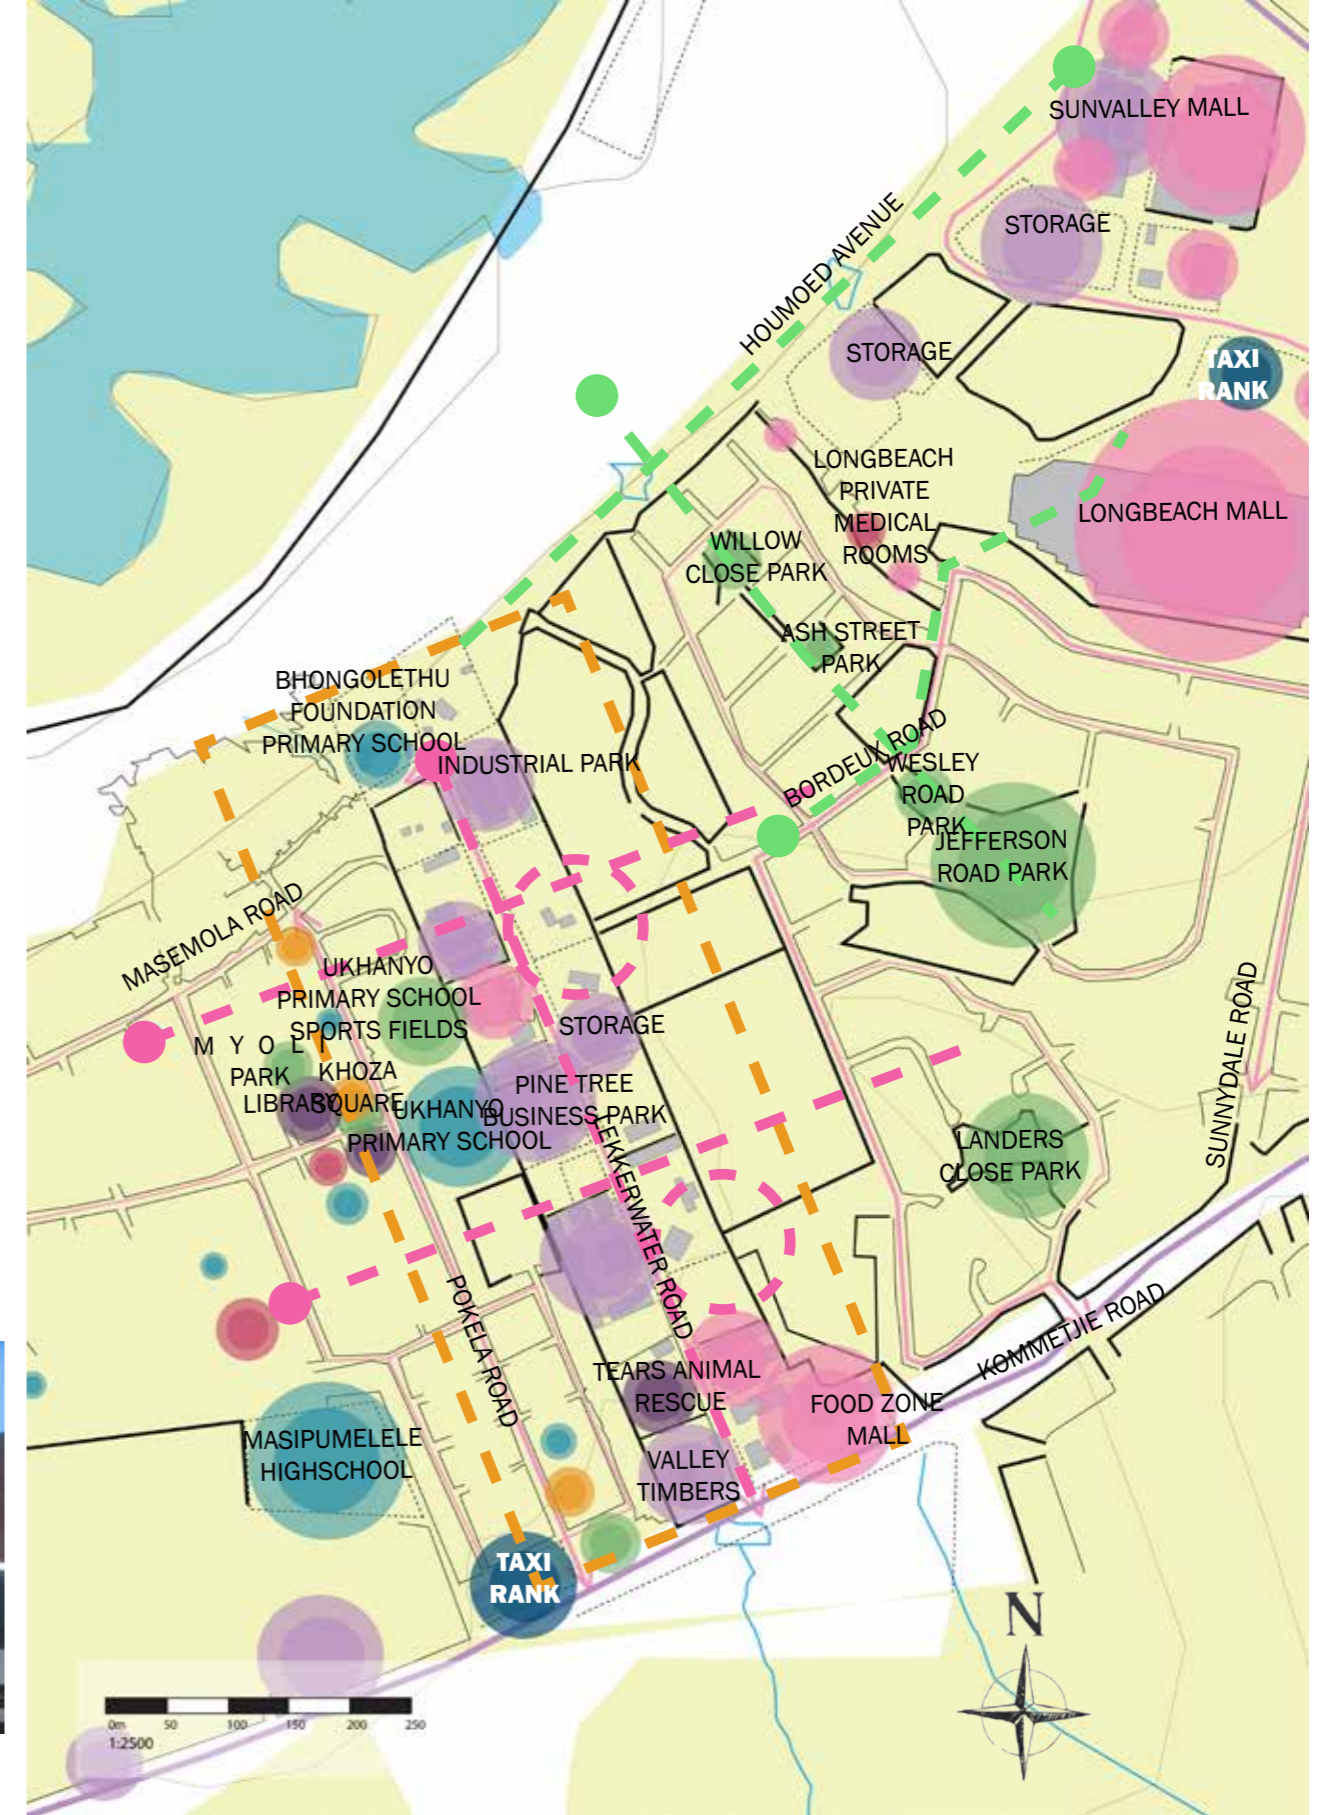 SUNVALLEY MALL
STORAGE
HOUMOED AVENUE
STORAGE
TAXI
RANK
LONGBEACH
PRIVATE
MEDICAL
ROOMS
LONGBEACH MALL
WILLOW
CLOSE PARK
ASH STREET
PARK
BHONGOLETHU
FOUNDATION
PRIMARY SCHOOL
INDUSTRIAL PARK
BORDEUX ROAD
WESLEY
ROAD
PARK
JEFFERSON
ROAD PARK
MASEMOLA ROAD
UKHANYO
PRIMARY SCHOOL
SPORTS FIELDS
STORAGE
MYOLI
PARK
KHOZA
SQUARE
LIBRARY
UKHANYO
PRIMARY SCHOOL
PINE TREE
BUSINESS PARK
LEKKERWATER ROAD
LANDERS
CLOSE PARK
SUNNYDALE ROAD
POKELA ROAD
KOMMETJIE ROAD
TEARS ANIMAL
RESCUE
FOOD ZONE
MALL
MASIPUMELELE
HIGHSCHOOL
VALLEY
TIMBERS
TAXI
RANK
N
0m 50 100 150 200 250
1:2500